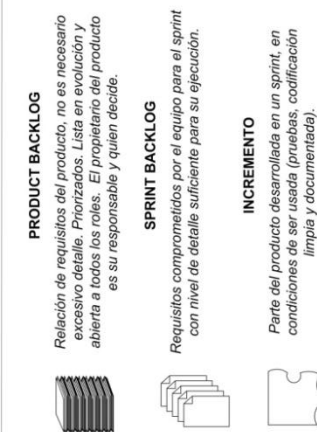 PRODUCT BACKLOG
Relación de requisitos del producto, no es necesario
excesivo detalle. Priorizados. Lista en evolución y
abierta a todos los roles. El propietario del producto
es su responsable y quien decide.
SPRINT BACKLOG
Requisitos comprometidos por el equipo para el sprint
con nivel de detalle suficiente para su ejecución.
INCREMENTO
Parte del producto desarrollada en un sprint, en
condiciones de ser usada (pruebas, codificación
limpia y documentada).